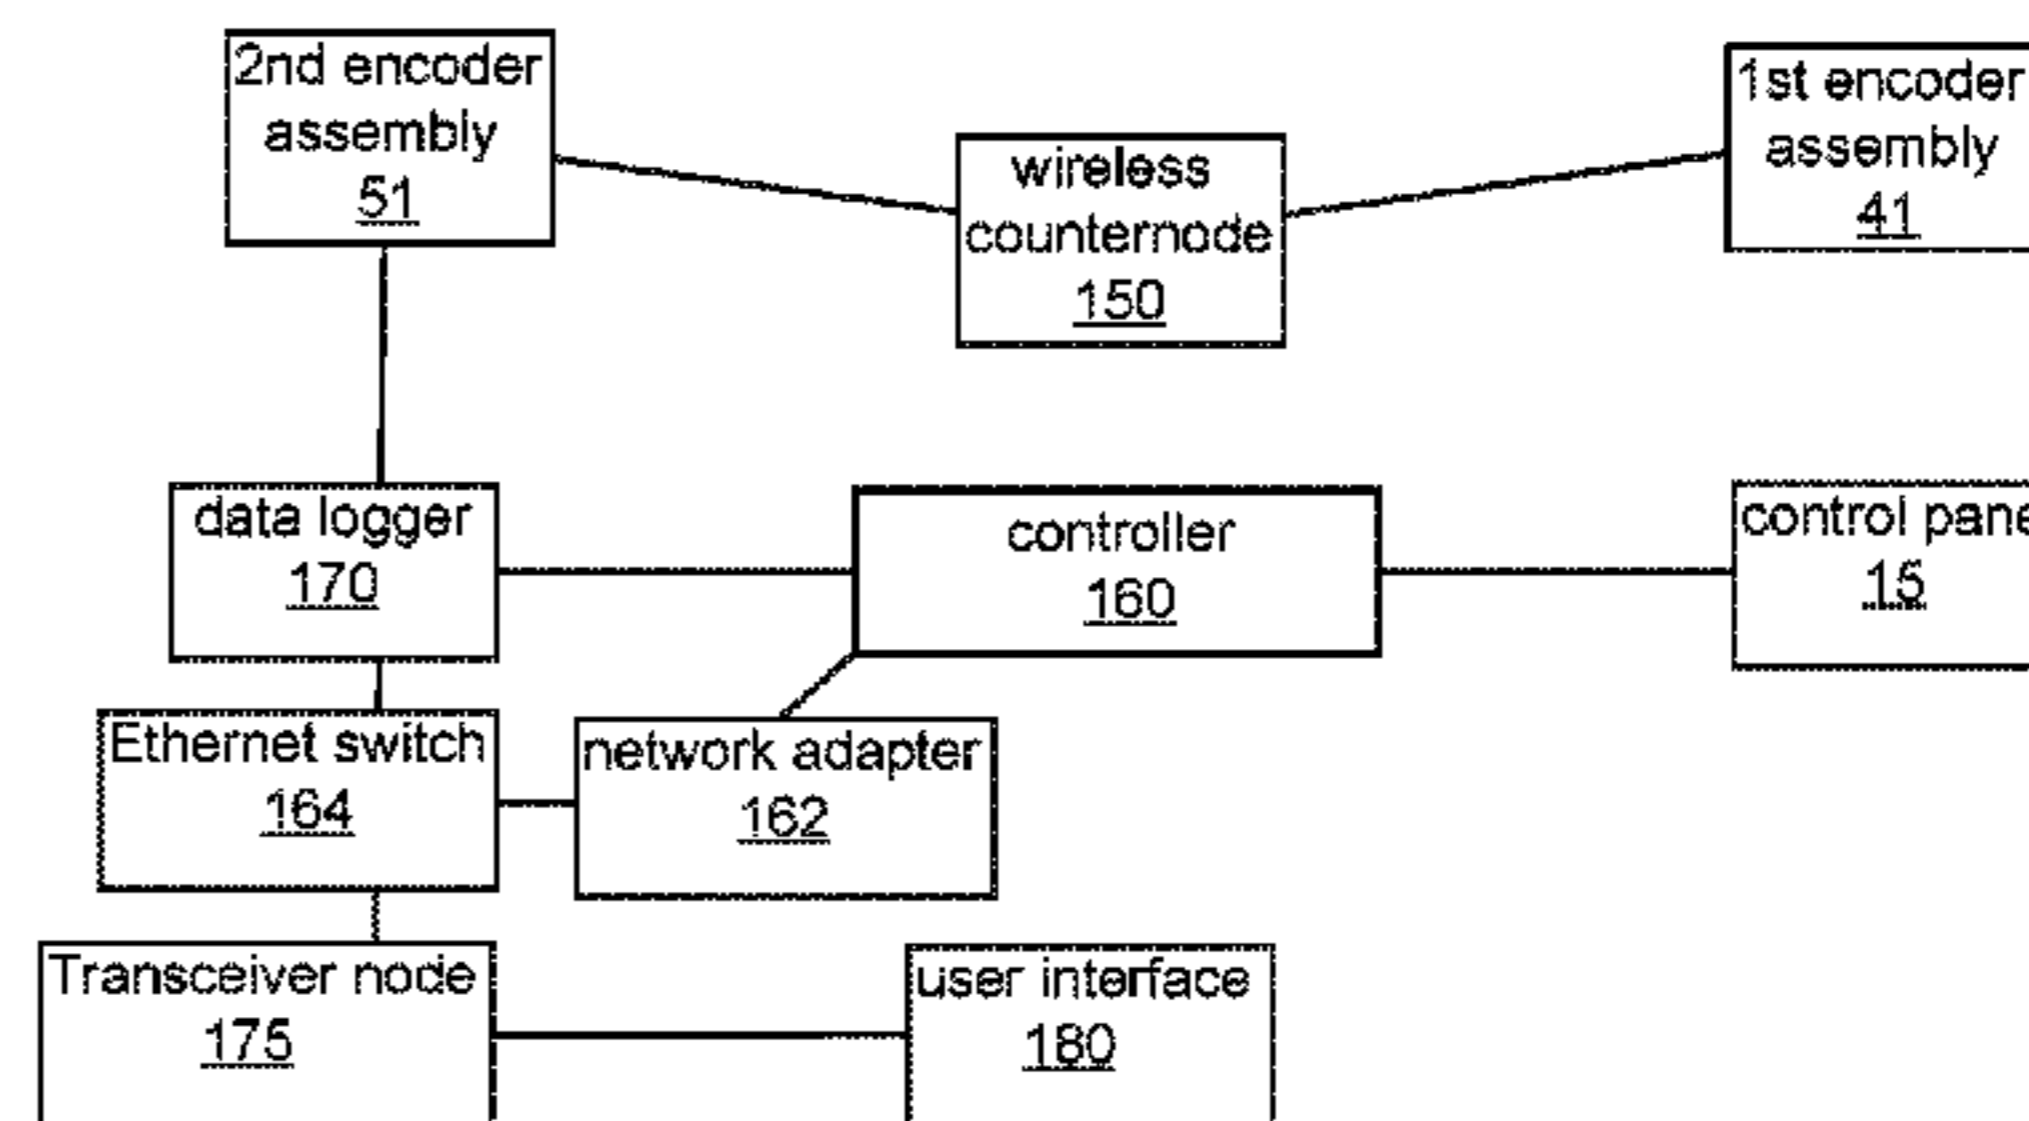 2nd encoder
assembly
51
wireless
counternode
150
1st encoder
assembly
41
data logger
170
controller
160
control pane
15
Ethernet switch
164
network adapter
162
Transceiver node
175
user interface
180